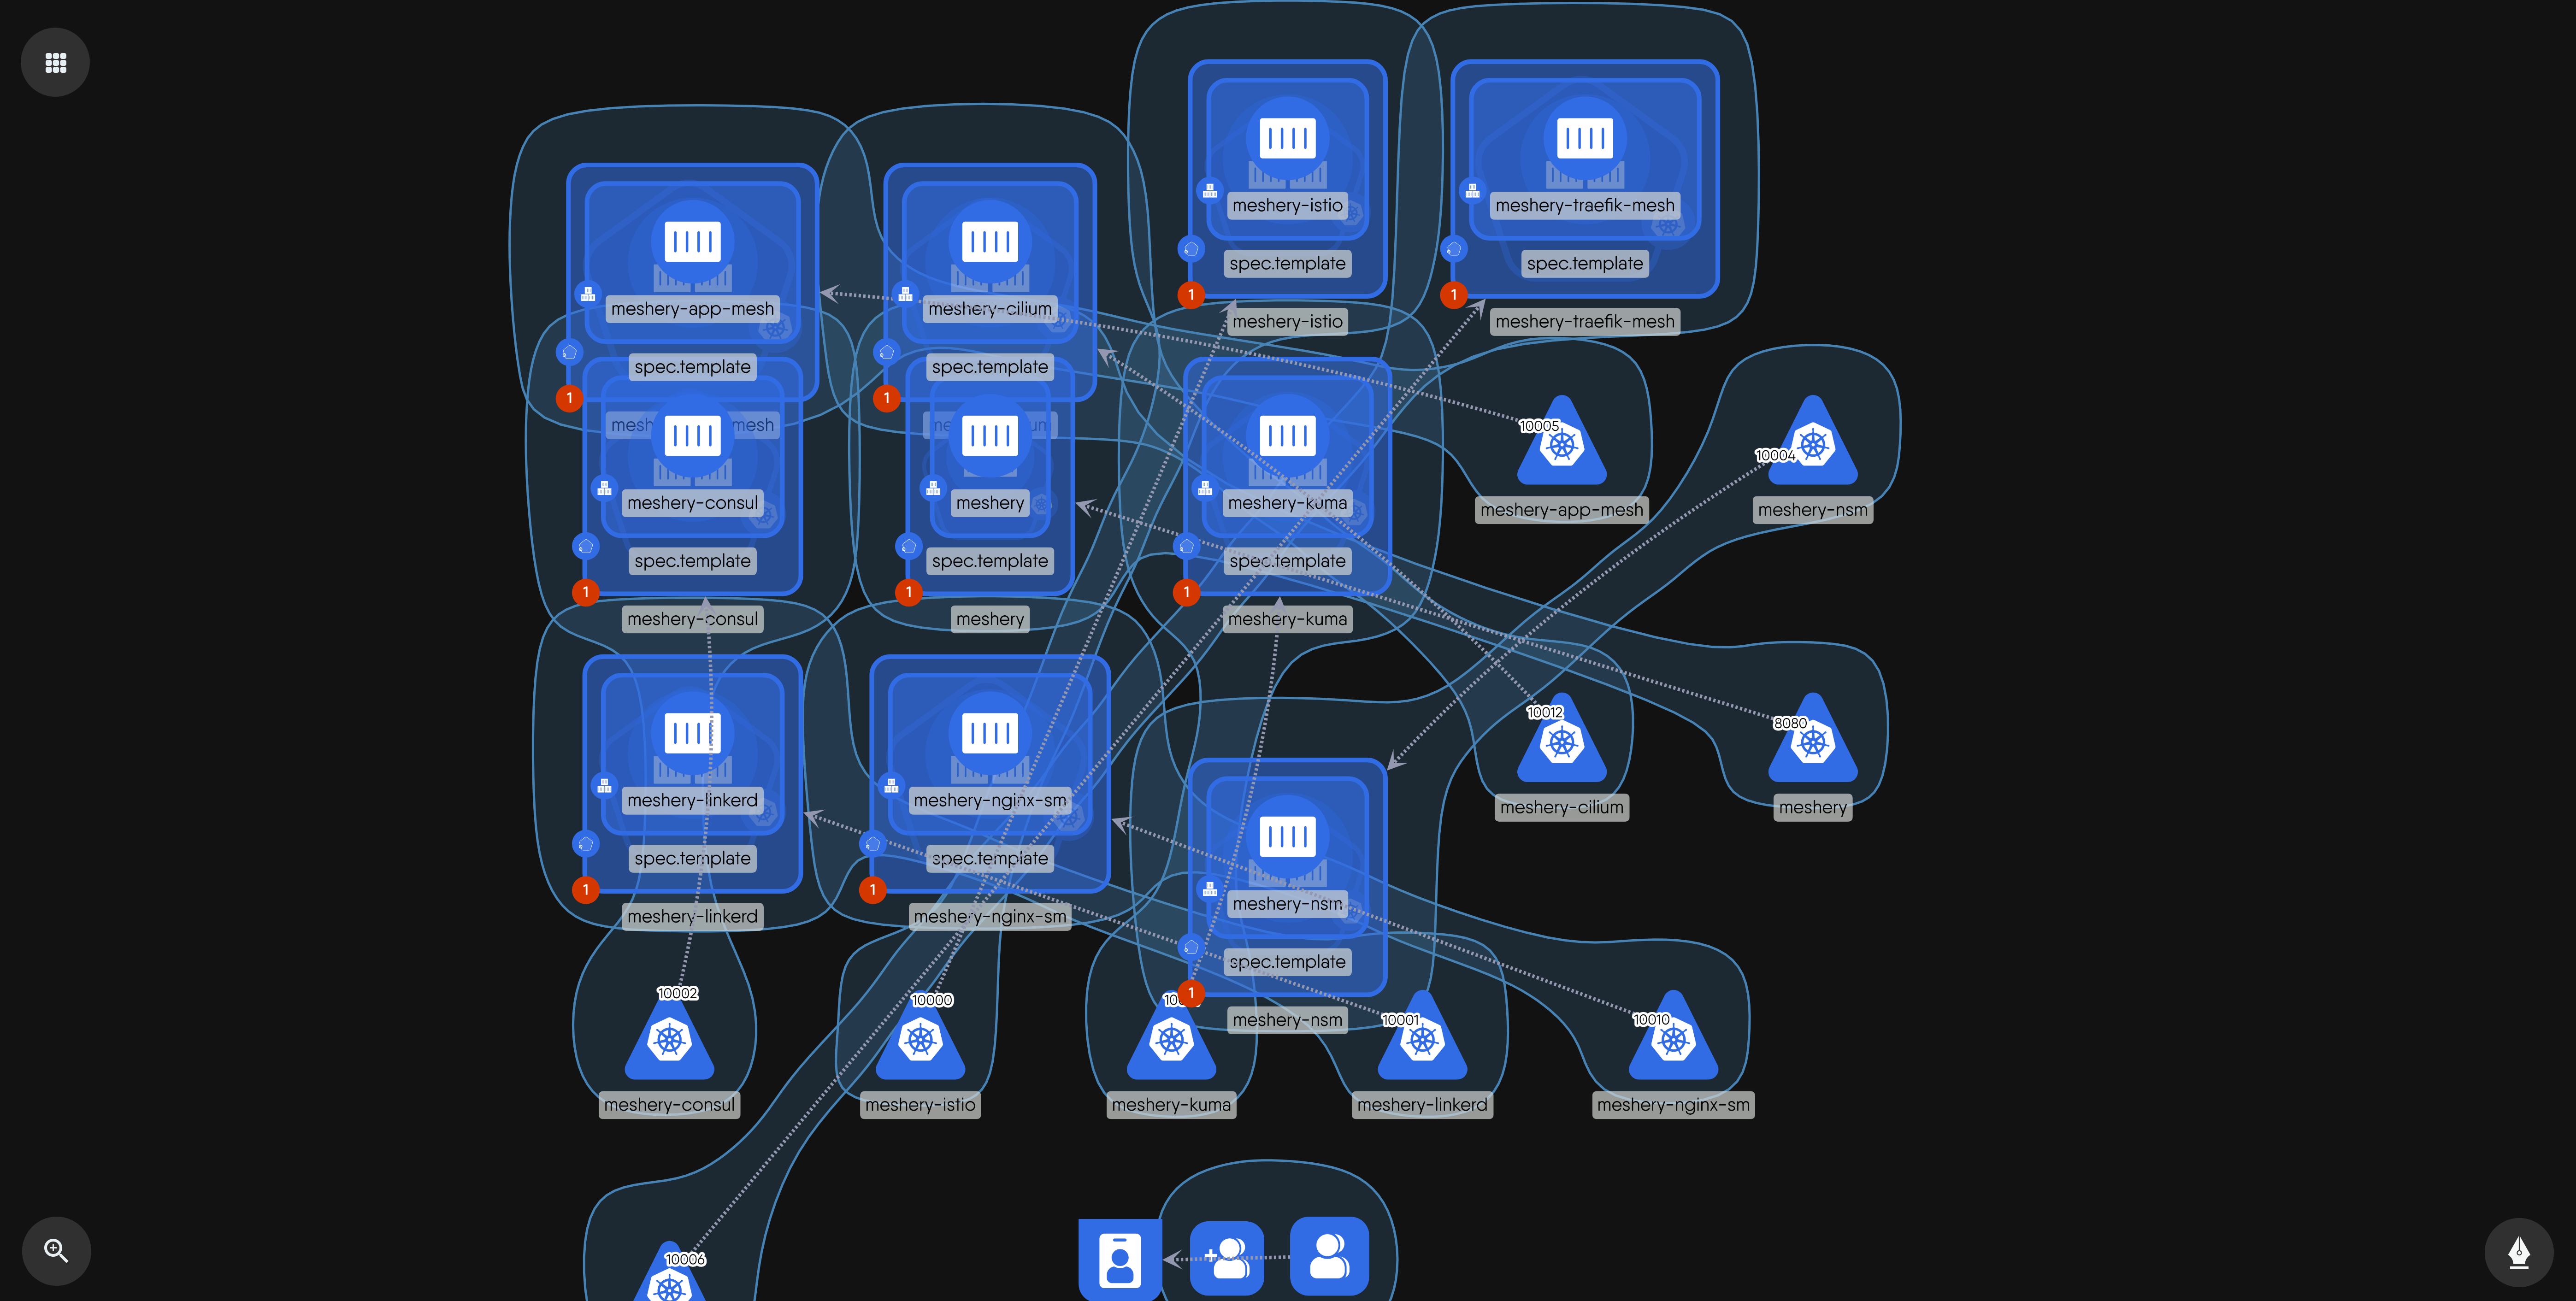 meshery-istio
meshery-traefik-mesh
spec.template
spec.template
1
1
meshery-istio
meshery-traefik-mesh
meshery-app-mesh
meshery-cilium
spec.template
spec.template
1
1
10005
10004
meshery-consul
meshery
meshery-kuma
meshery-app-mesh
meshery-nsm
spec.template
spec.template
spec.template
1
1
1
meshery-consul
meshery
meshery-kuma
10012
8080
meshery-linkerd
meshery-nginx-sm
meshery-cilium
meshery
spec.template
spec.template
1
1
meshery-linkerd
meshery-nginx-sm
meshery-nsm
spec.template
1
meshery-nsm
10002
10000
10001
10010
meshery-consul
meshery-istio
meshery-kuma
meshery-linkerd
meshery-nginx-sm
10006